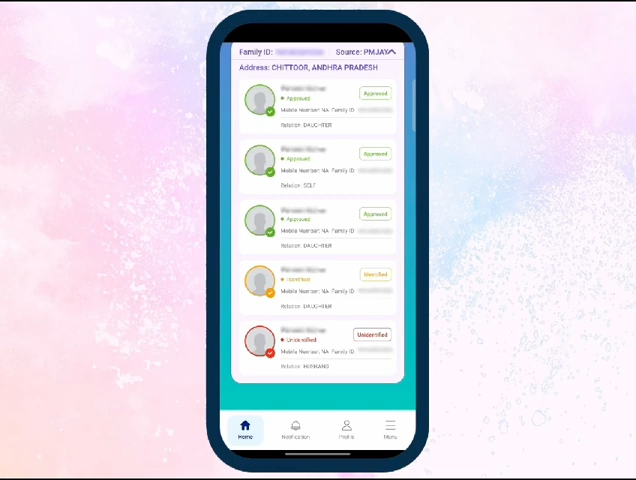 Family ID: Source: PMJAY
Address: CHITTOOR, ANDHRA PRADESH
Approved
Approved
Mobile Number: NA Family ID
Relation: DAUGHTER
Approved
Approved
Mobile Number: NA Family ID
Relation: SELF
Approved
Approved
Mobile Number: NA Family ID
Relation: DAUGHTER
Identified
Identified
Mobile Number: NA Family ID
Relation: DAUGHTER
Unidentified
Unidentified
Mobile Number: NA Family ID
Relation: HUSBAND
Home Notification Profile Menu